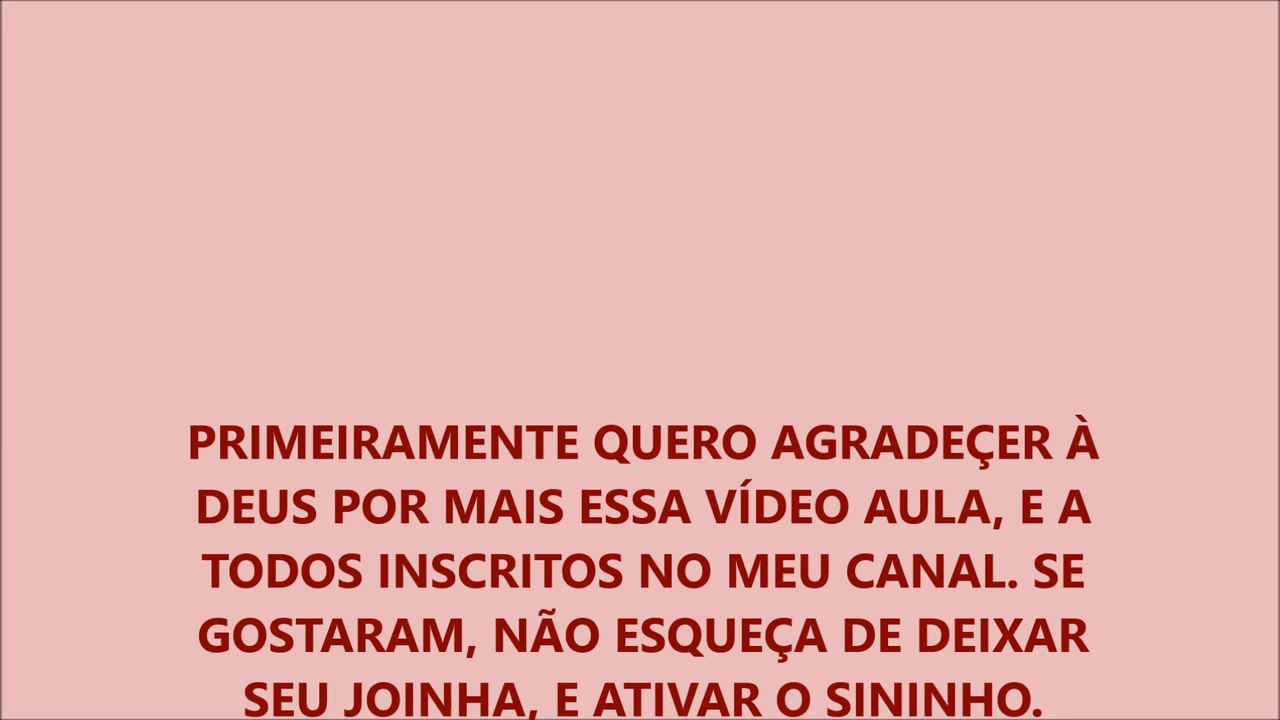 PRIMEIRAMENTE QUERO AGRADEÇER À
DEUS POR MAIS ESSA VÍDEO AULA, E A
TODOS INSCRITOS NO MEU CANAL. SE
GOSTARAM, NÃO ESQUEÇA DE DEIXAR
SEU JOINHA, E ATIVAR O SININHO.